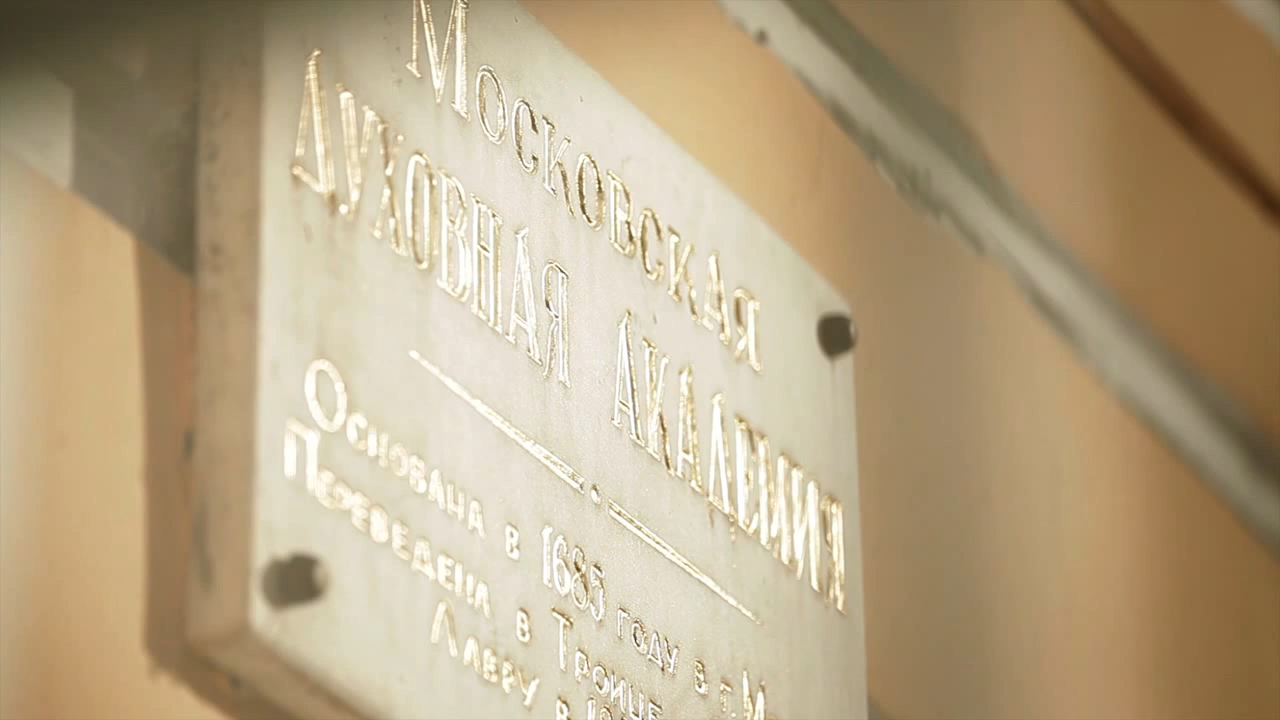 Московская
Духовная Академия
Основана в 1685 году в г. М
Переведена в Троице
Лавру в